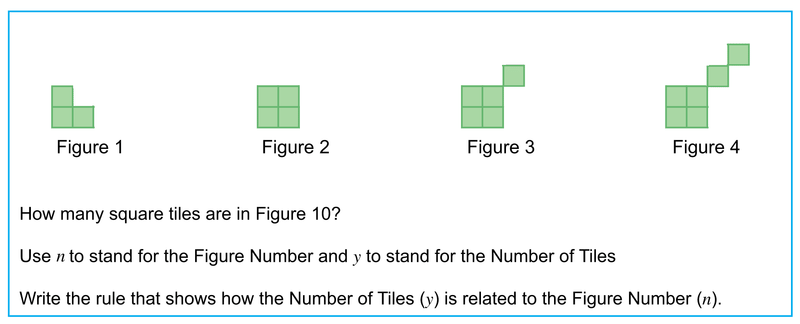 Figure 1 Figure 2 Figure 3 Figure 4
How many square tiles are in Figure 10?
Use n to stand for the Figure Number and y to stand for the Number of Tiles
Write the rule that shows how the Number of Tiles (y) is related to the Figure Number (n).